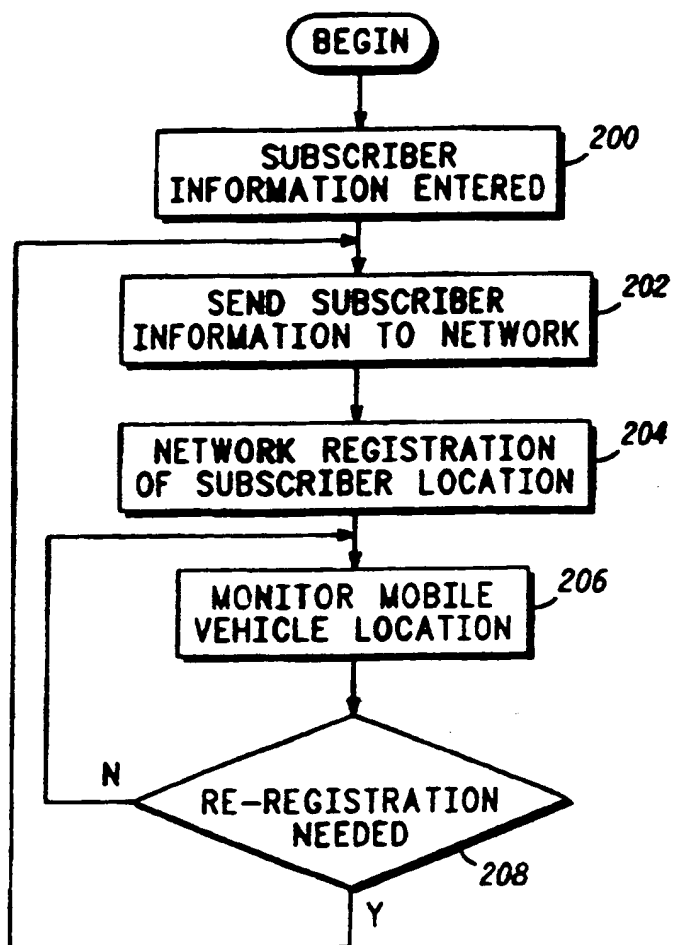 BEGIN
SUBSCRIBER
INFORMATION ENTERED
200
SEND SUBSCRIBER
INFORMATION TO NETWORK
202
NETWORK REGISTRATION
OF SUBSCRIBER LOCATION
204
MONITOR MOBILE
VEHICLE LOCATION
206
N
RE-REGISTRATION
NEEDED
208
Y